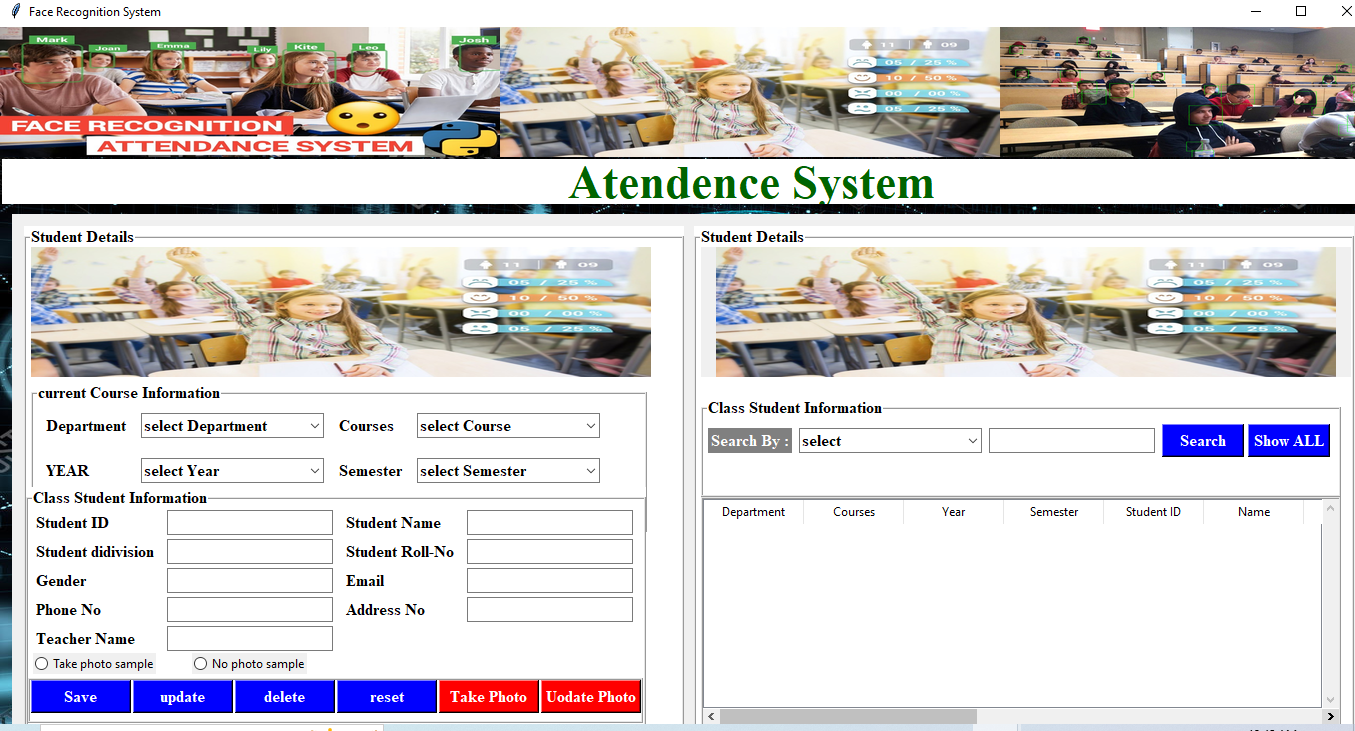 Face Recognition System
Mark Joan Emma Lily Kite Leo Josh
FACE RECOGNITION
ATTENDANCE SYSTEM
11 | 09
05 / 25 %
10 / 50 %
00 / 00 %
05 / 25 %
Atendence System
Student Details
11 | 09
05 / 25 %
10 / 50 %
00 / 00 %
05 / 25 %
current Course Information
Department select Department Courses select Course
YEAR select Year Semester select Semester
Class Student Information
Student ID Student Name
Student didivision Student Roll-No
Gender Email
Phone No Address No
Teacher Name
Take photo sample No photo sample
Save update delete reset Take Photo Uodate Photo
Student Details
11 | 09
05 / 25 %
10 / 50 %
00 / 00 %
05 / 25 %
Class Student Information
Search By : select Search Show ALL
Department Courses Year Semester Student ID Name